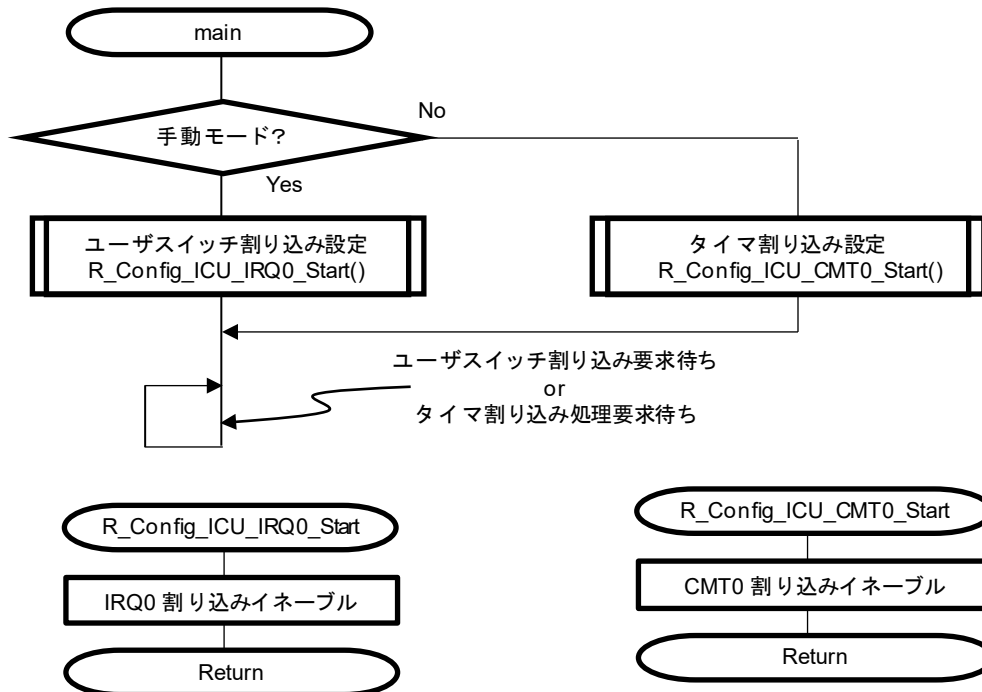 main
手動モード?
No
Yes
ユーザスイッチ割り込み設定
R_Config_ICU_IRQ0_Start()
タイマ割り込み設定
R_Config_ICU_CMT0_Start()
ユーザスイッチ割り込み要求待ち
or
タイマ割り込み処理要求待ち
R_Config_ICU_IRQ0_Start
IRQ0 割り込みイネーブル
Return
R_Config_ICU_CMT0_Start
CMT0 割り込みイネーブル
Return